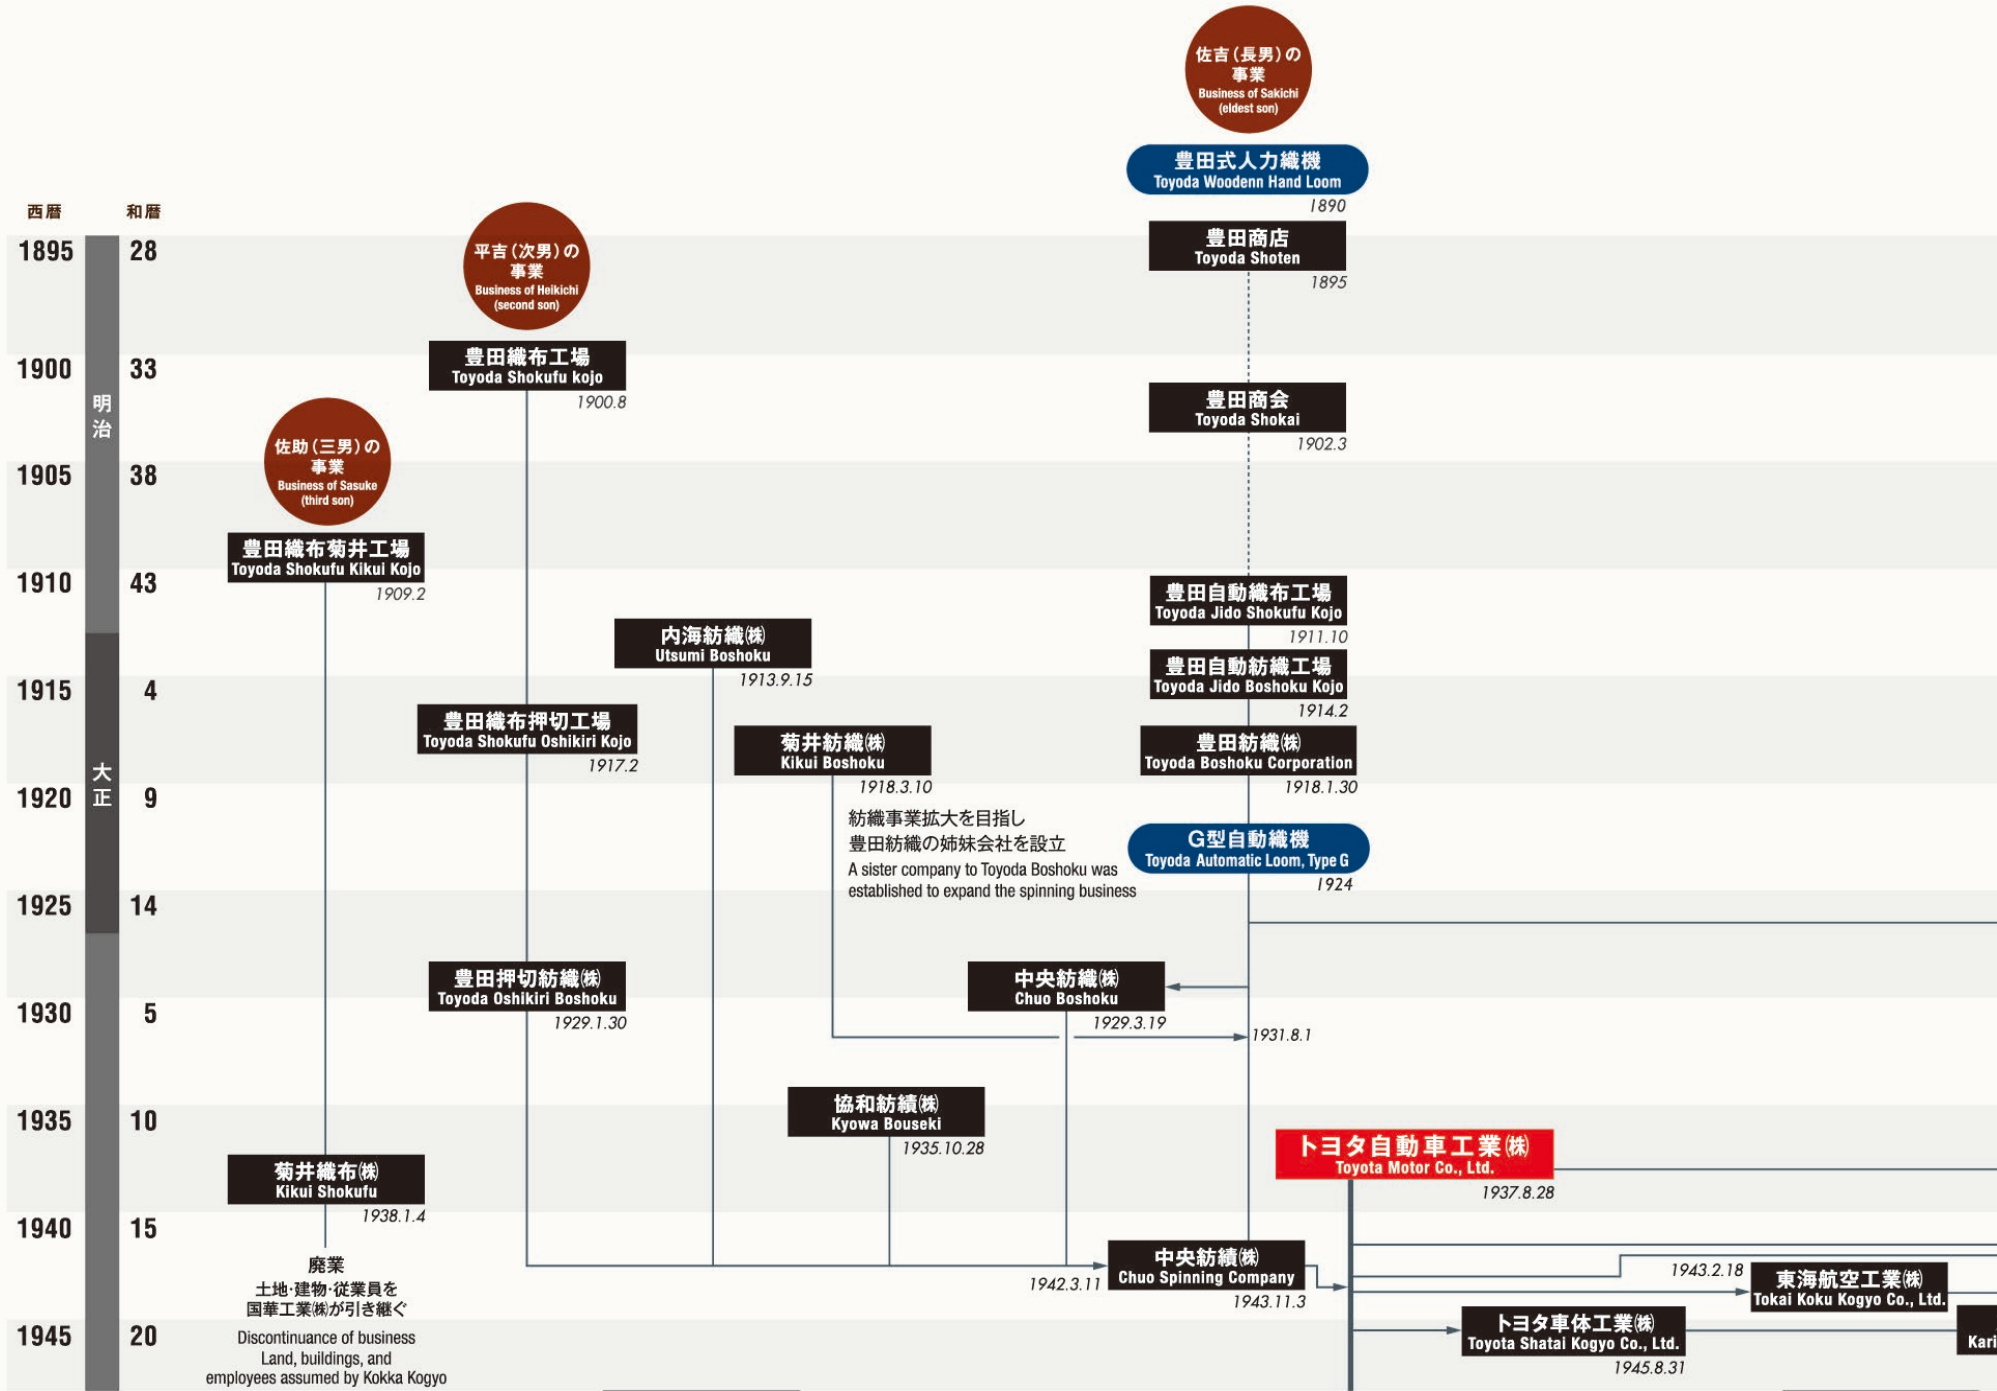 佐吉（長男）の
事業
Business of Sakichi
(eldest son)
豊田式人力織機
Toyoda Woodenn Hand Loom
1890
西暦
和暦
1895
28
豊田商店
Toyoda Shoten
1895
平吉（次男）の
事業
Business of Heikichi
(second son)
1900
33
豊田織布工場
Toyoda Shokufu kojo
1900.8
明治
豊田商会
Toyoda Shokai
1902.3
佐助（三男）の
事業
Business of Sasuke
(third son)
1905
38
豊田織布菊井工場
Toyoda Shokufu Kikui Kojo
1909.2
1910
43
豊田自動織布工場
Toyoda Jido Shokufu Kojo
1911.10
内海紡織㈱
Utsumi Boshoku
1913.9.15
豊田自動紡織工場
Toyoda Jido Boshoku Kojo
1914.2
1915
4
豊田織布押切工場
Toyoda Shokufu Oshikiri Kojo
1917.2
菊井紡織㈱
Kikui Boshoku
1918.3.10
豊田紡織㈱
Toyoda Boshoku Corporation
1918.1.30
大正
1920
9
紡織事業拡大を目指し
豊田紡織の姉妹会社を設立
A sister company to Toyoda Boshoku was
established to expand the spinning business
G型自動織機
Toyoda Automatic Loom, Type G
1924
1925
14
豊田押切紡織㈱
Toyoda Oshikiri Boshoku
1929.1.30
中央紡織㈱
Chuo Boshoku
1929.3.19
1930
5
1931.8.1
協和紡績㈱
Kyowa Bouseki
1935.10.28
1935
10
トヨタ自動車工業㈱
Toyota Motor Co., Ltd.
1937.8.28
菊井織布㈱
Kikui Shokufu
1938.1.4
1940
15
廃業
土地・建物・従業員を
国華工業㈱が引き継ぐ
Discontinuance of business
Land, buildings, and
employees assumed by Kokka Kogyo
1942.3.11
中央紡績㈱
Chuo Spinning Company
1943.11.3
1943.2.18
東海航空工業㈱
Tokai Koku Kogyo Co., Ltd.
1945
20
トヨタ車体工業㈱
Toyota Shatai Kogyo Co., Ltd.
1945.8.31
Kari